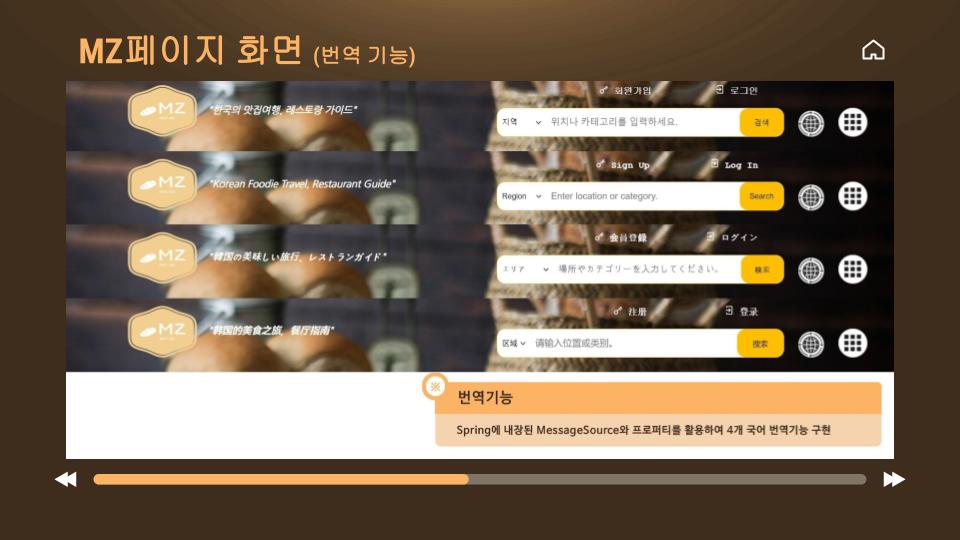 MZ페이지 화면 (번역 기능)
회원가입 로그인
MZ
"한국의 맛집여행, 레스토랑 가이드"
지역 위치나 카테고리를 입력하세요. 검색
Sign Up Log In
MZ
"Korean Foodie Travel, Restaurant Guide"
Region Enter location or category. Search
会員登録 ログイン
MZ
"韓国の美味しい旅行, レストランガイド"
エリア 場所やカテゴリーを入力してください。 検索
注册 登录
MZ
"韩国的美食之旅, 餐厅指南"
区域 请输入位置或类别。 搜索
※
번역기능
Spring에 내장된 MessageSource와 프로퍼티를 활용하여 4개 국어 번역기능 구현